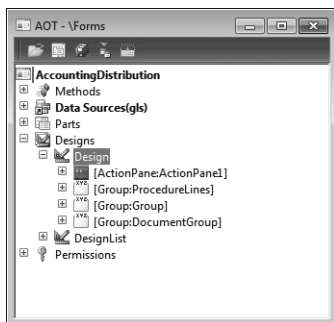 AOT - \Forms
AccountingDistribution
Methods
Data Sources(gls)
Parts
Designs
Design
[ActionPane:ActionPane1]
[Group:ProcedureLines]
[Group:Group]
[Group:DocumentGroup]
DesignList
Permissions